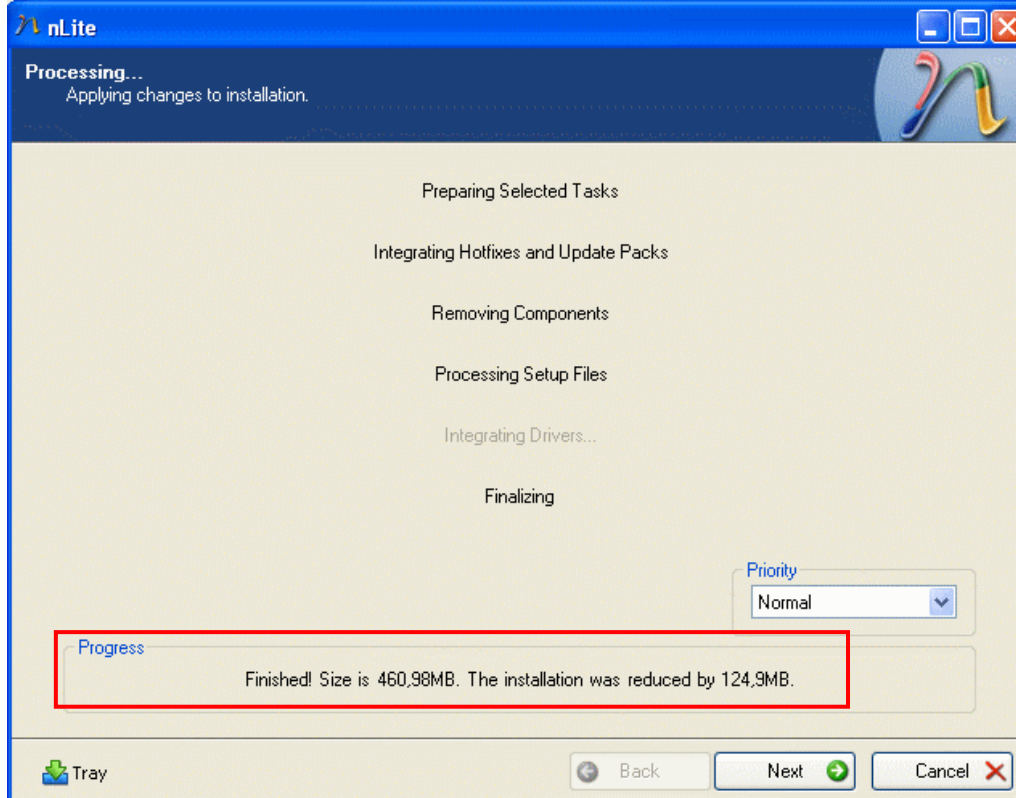 nLite
Processing...
Applying changes to installation.
Preparing Selected Tasks
Integrating Hotfixes and Update Packs
Removing Components
Processing Setup Files
Integrating Drivers...
Finalizing
Priority
Normal
Progress
Finished! Size is 460,98MB. The installation was reduced by 124,9MB.
Tray
Back
Next
Cancel